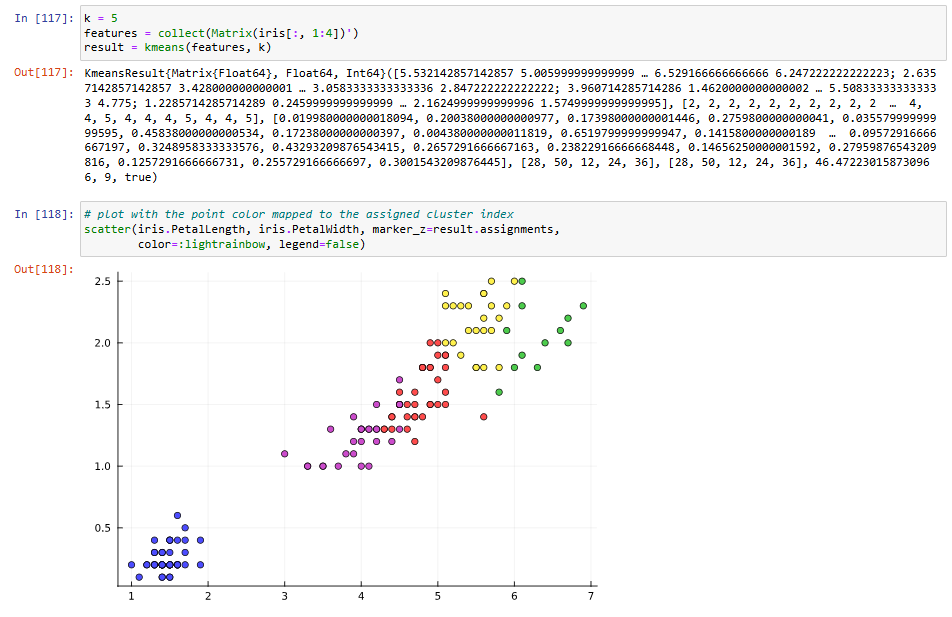 In [117]: k = 5
features = collect(Matrix(iris[:, 1:4])')
result = kmeans(features, k)
Out[117]: KmeansResult{Matrix{Float64}, Float64, Int64}([5.532142857142857 5.005999999999999 … 6.529166666666666 6.247222222222223; 2.635
7142857142857 3.428000000000001 … 3.0583333333333336 2.847222222222222; 3.960714285714286 1.4620000000000002 … 5.50833333333333
3 4.775; 1.2285714285714289 0.2459999999999999 … 2.1624999999999996 1.5749999999999995], [2, 2, 2, 2, 2, 2, 2, 2, 2, 2  …  4,
4, 5, 4, 4, 4, 5, 4, 4, 5], [0.019980000000018094, 0.20038000000000977, 0.17398000000001446, 0.2759800000000041, 0.035579999999
99595, 0.45838000000000534, 0.17238000000000397, 0.00438000000000011819, 0.6519799999999947, 0.1415800000000189  …  0.09572916666
667197, 0.3248958333333576, 0.43293209876543415, 0.2657291666667163, 0.23822916666668448, 0.14656250000001592, 0.27959876543209
816, 0.1257291666666731, 0.255729166666697, 0.3001543209876445], [28, 50, 12, 24, 36], [28, 50, 12, 24, 36], 46.47223015873096
6, 9, true)
In [118]: # plot with the point color mapped to the assigned cluster index
scatter(iris.PetalLength, iris.PetalWidth, marker_z=result.assignments,
color=:lightrainbow, legend=false)
Out[118]:
2.5
2.0
1.5
1.0
0.5
1 2 3 4 5 6 7